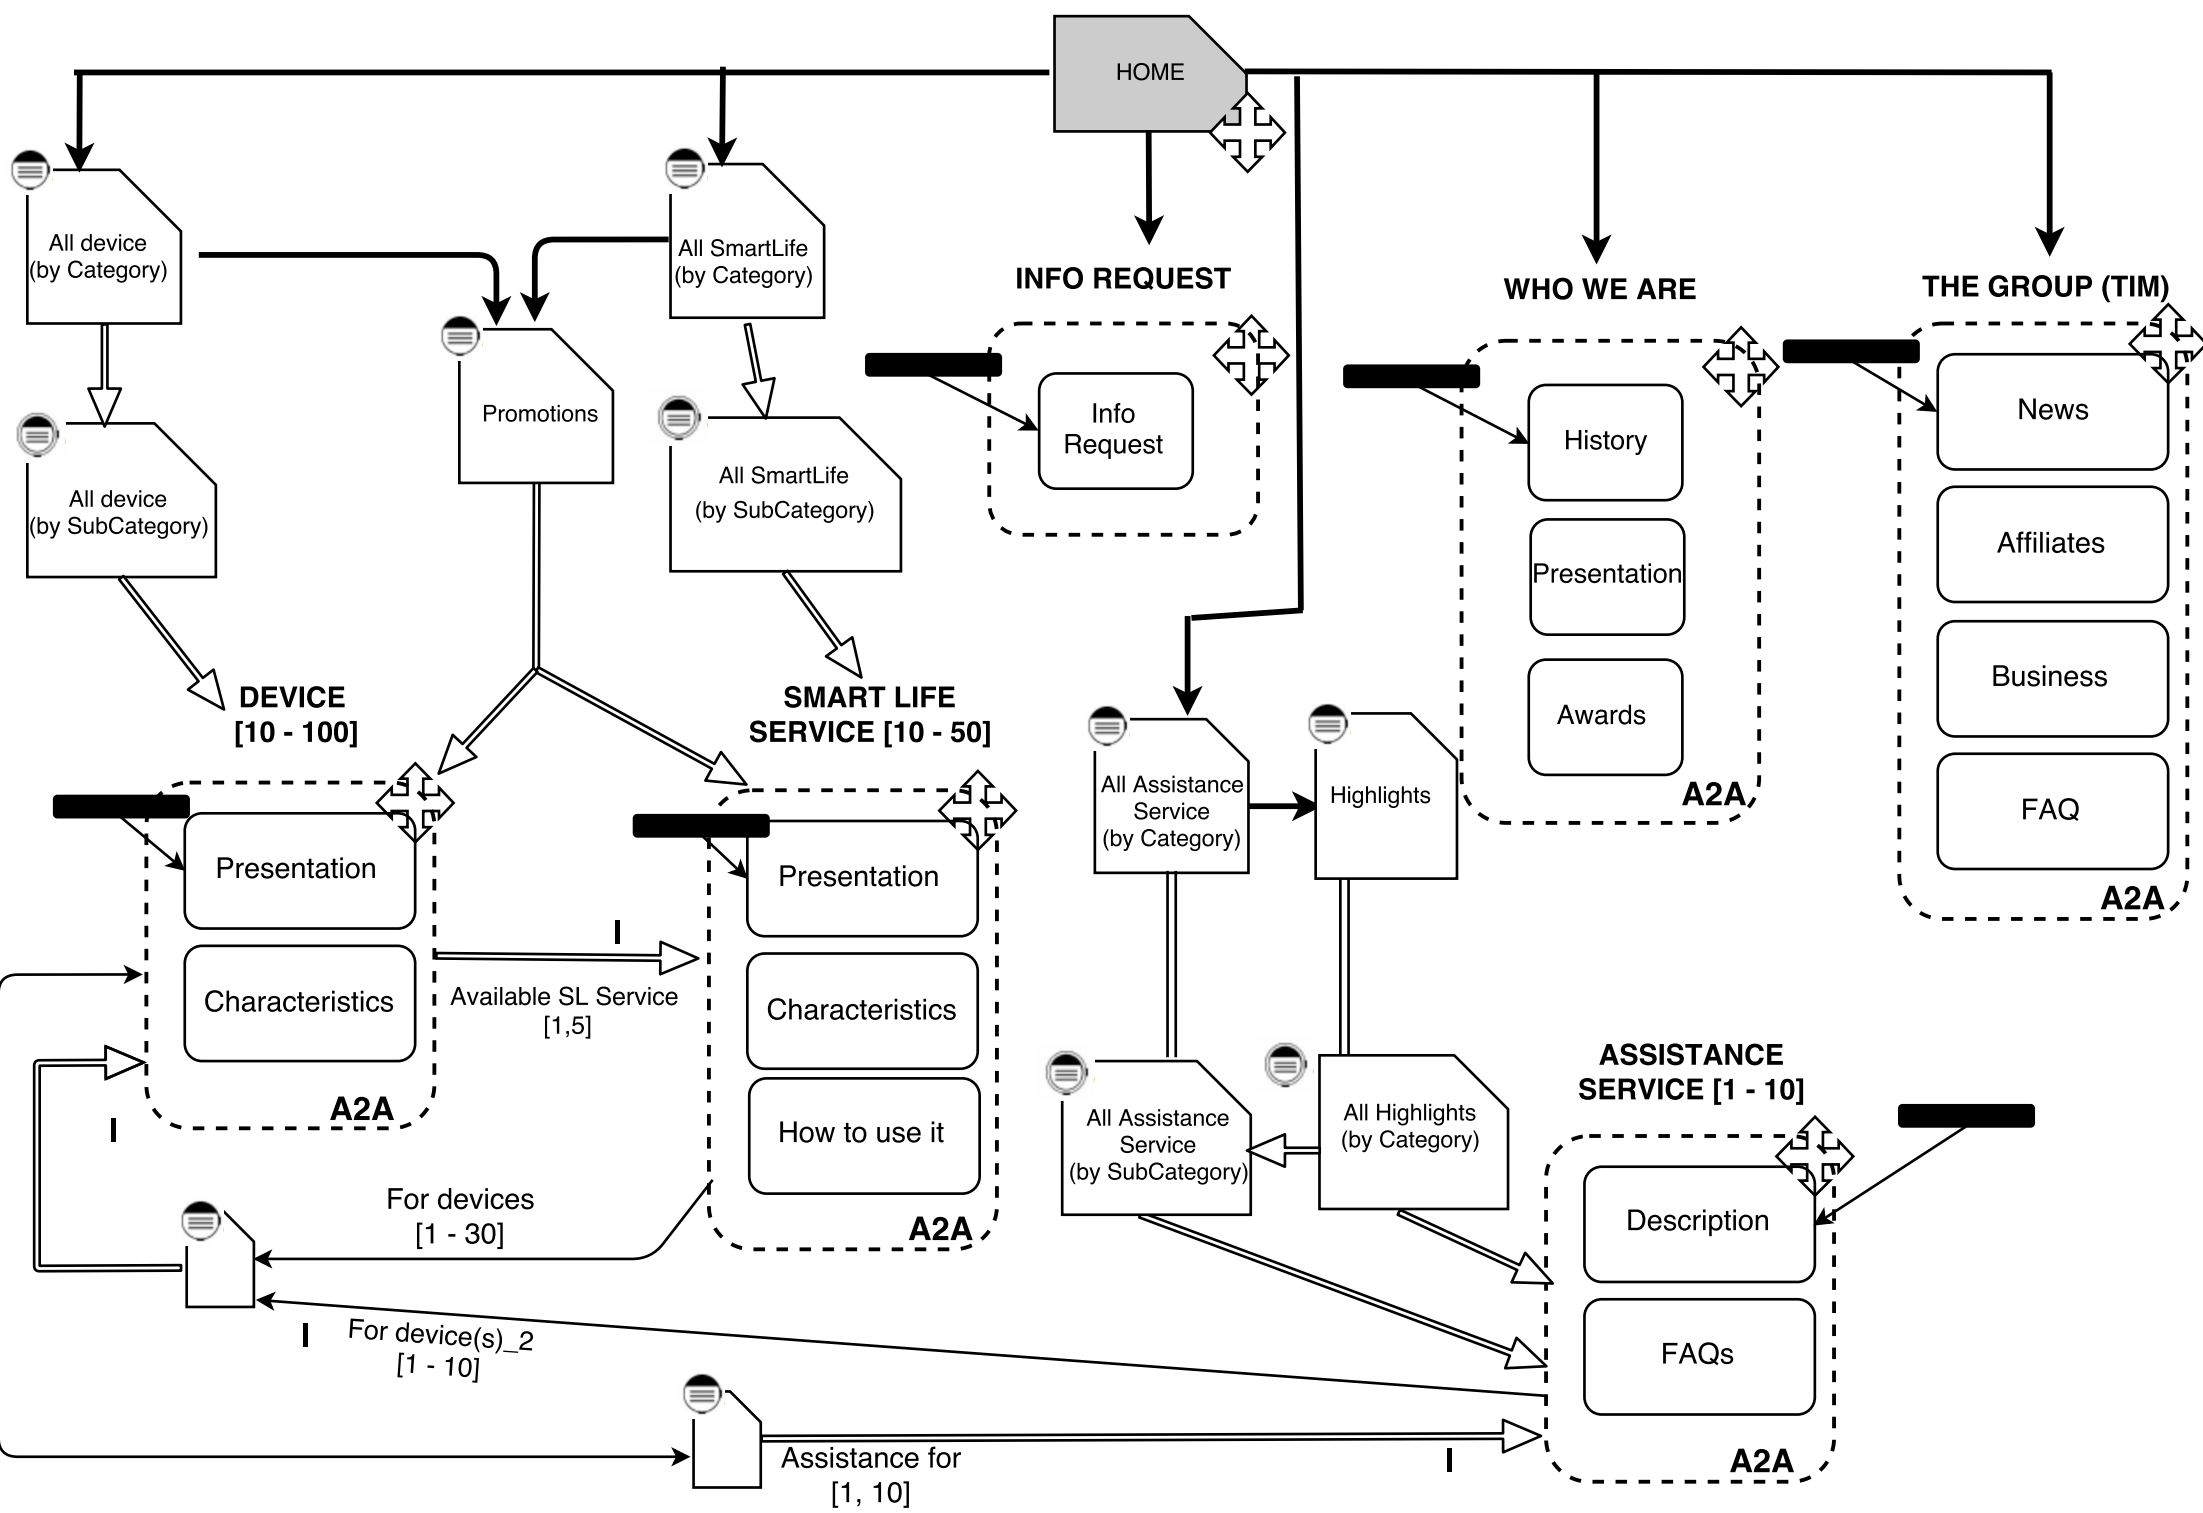 HOME
All device
(by Category)
All SmartLife
(by Category)
INFO REQUEST
WHO WE ARE
THE GROUP (TIM)
Promotions
Info
Request
History
News
All device
(by SubCategory)
All SmartLife
(by SubCategory)
Presentation
Affiliates
Awards
Business
A2A
FAQ
A2A
DEVICE
[10 - 100]
SMART LIFE
SERVICE [10 - 50]
All Assistance
Service
(by Category)
Highlights
Presentation
Characteristics
A2A
I
Available SL Service
[1,5]
Presentation
Characteristics
How to use it
A2A
All Assistance
Service
(by SubCategory)
All Highlights
(by Category)
ASSISTANCE
SERVICE [1 - 10]
Description
FAQs
A2A
I
For devices
[1 - 30]
I
For device(s)_2
[1 - 10]
Assistance for
[1, 10]
I